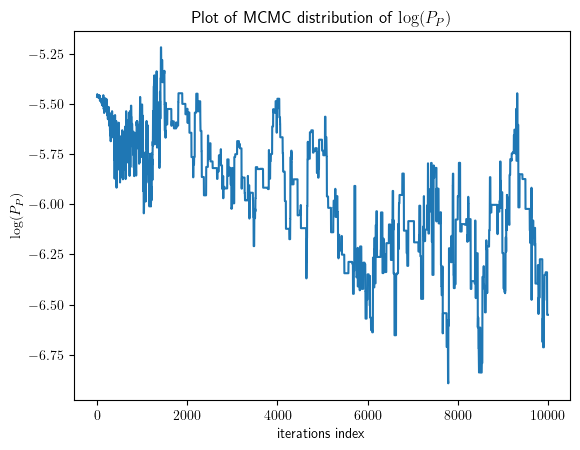 Plot of MCMC distribution of log(P_P)
log(P_P)
−5.25
−5.50
−5.75
−6.00
−6.25
−6.50
−6.75
0 2000 4000 6000 8000 10000
iterations index